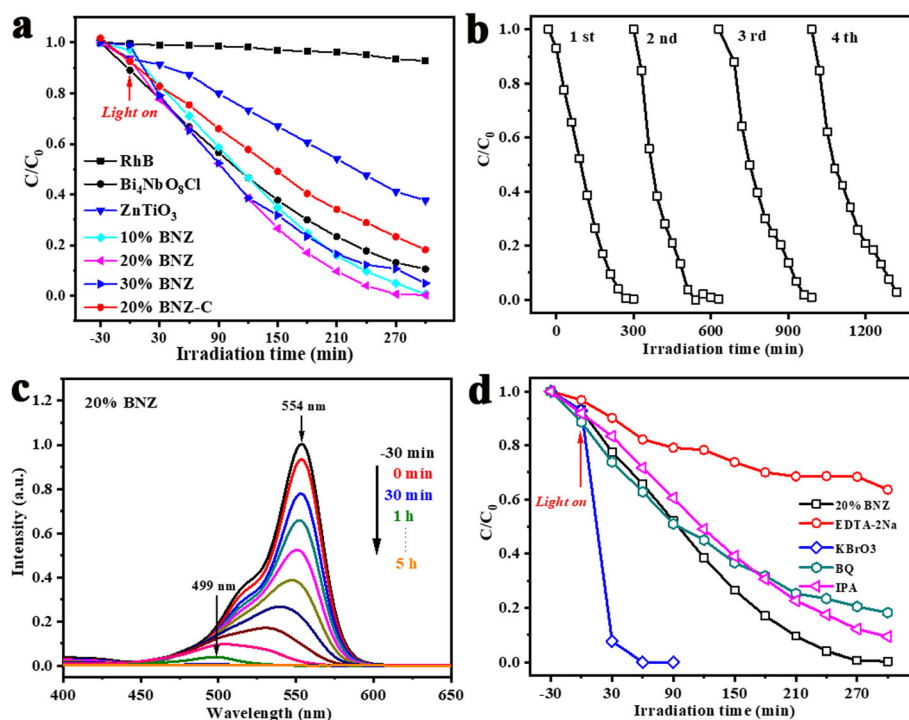 a
C/C0
1.0
0.8
0.6
0.4
0.2
0.0
Light on
RhB
Bi4NbO8Cl
ZnTiO3
10% BNZ
20% BNZ
30% BNZ
20% BNZ-C
-30 30 90 150 210 270
Irradiation time (min)
b
C/C0
1.0
0.8
0.6
0.4
0.2
0.0
1 st 2 nd 3 rd 4 th
0 300 600 900 1200
Irradiation time (min)
c
Intensity (a.u.)
1.2
1.0
0.8
0.6
0.4
0.2
0.0
20% BNZ
554 nm
-30 min
0 min
30 min
1 h
5 h
499 nm
400 450 500 550 600 650
Wavelength (nm)
d
C/C0
1.0
0.8
0.6
0.4
0.2
0.0
Light on
20% BNZ
EDTA-2Na
KBrO3
BQ
IPA
-30 30 90 150 210 270
Irradiation time (min)